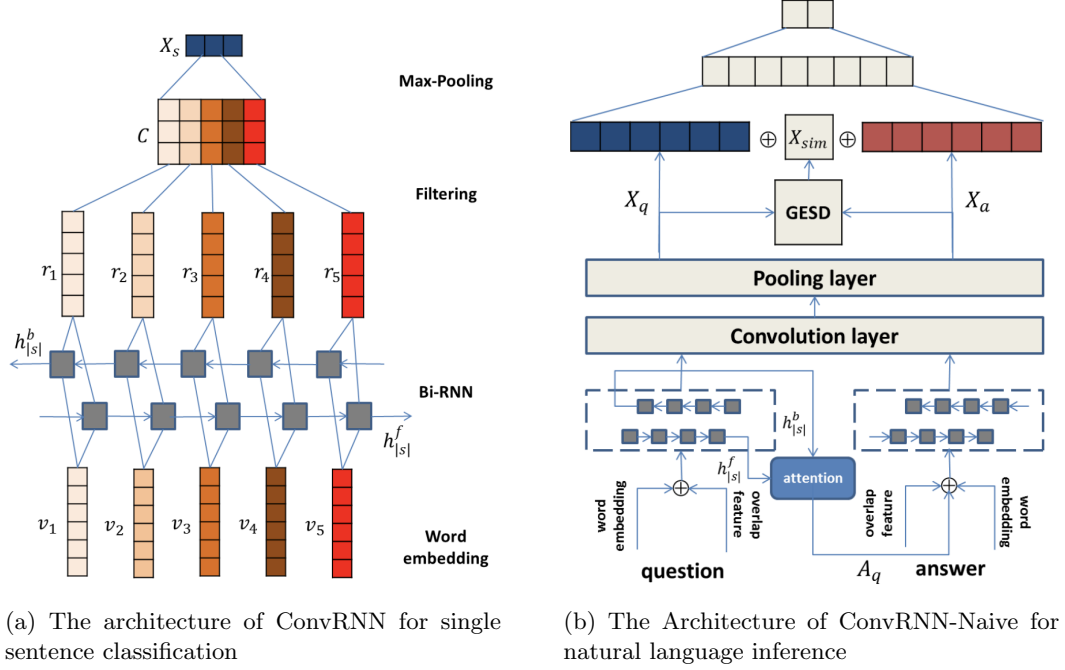 X_s
Max-Pooling
C
Filtering
r_1 r_2 r_3 r_4 r_5
h^b_{|s|}
Bi-RNN
h^f_{|s|}
v_1 v_2 v_3 v_4 v_5
Word
embedding
(a) The architecture of ConvRNN for single
sentence classification
⊕ X_{sim} ⊕
X_q GESD X_a
Pooling layer
Convolution layer
h^b_{|s|}
h^f_{|s|}
attention
word
embedding
⊕
overlap
feature
overlap
feature
⊕
word
embedding
question A_q answer
(b) The Architecture of ConvRNN-Naive for
natural language inference